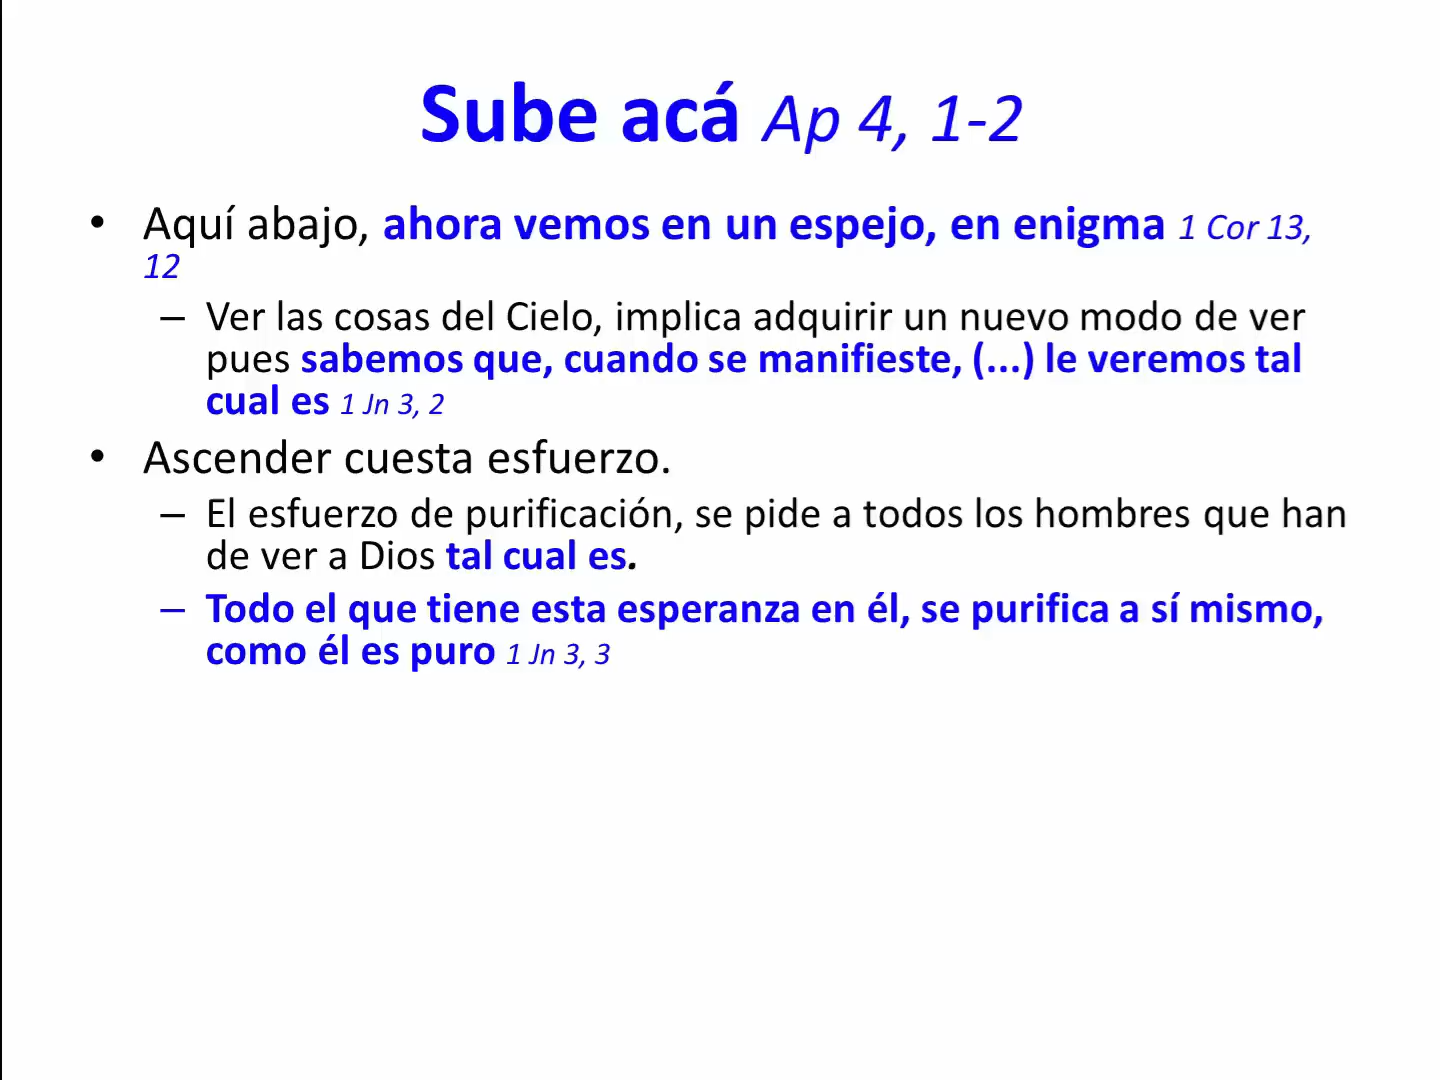 Sube acá Ap 4, 1-2
• Aquí abajo, ahora vemos en un espejo, en enigma 1 Cor 13,
12
– Ver las cosas del Cielo, implica adquirir un nuevo modo de ver
pues sabemos que, cuando se manifieste, (...) le veremos tal
cual es 1 Jn 3, 2
• Ascender cuesta esfuerzo.
– El esfuerzo de purificación, se pide a todos los hombres que han
de ver a Dios tal cual es.
– Todo el que tiene esta esperanza en él, se purifica a sí mismo,
como él es puro 1 Jn 3, 3